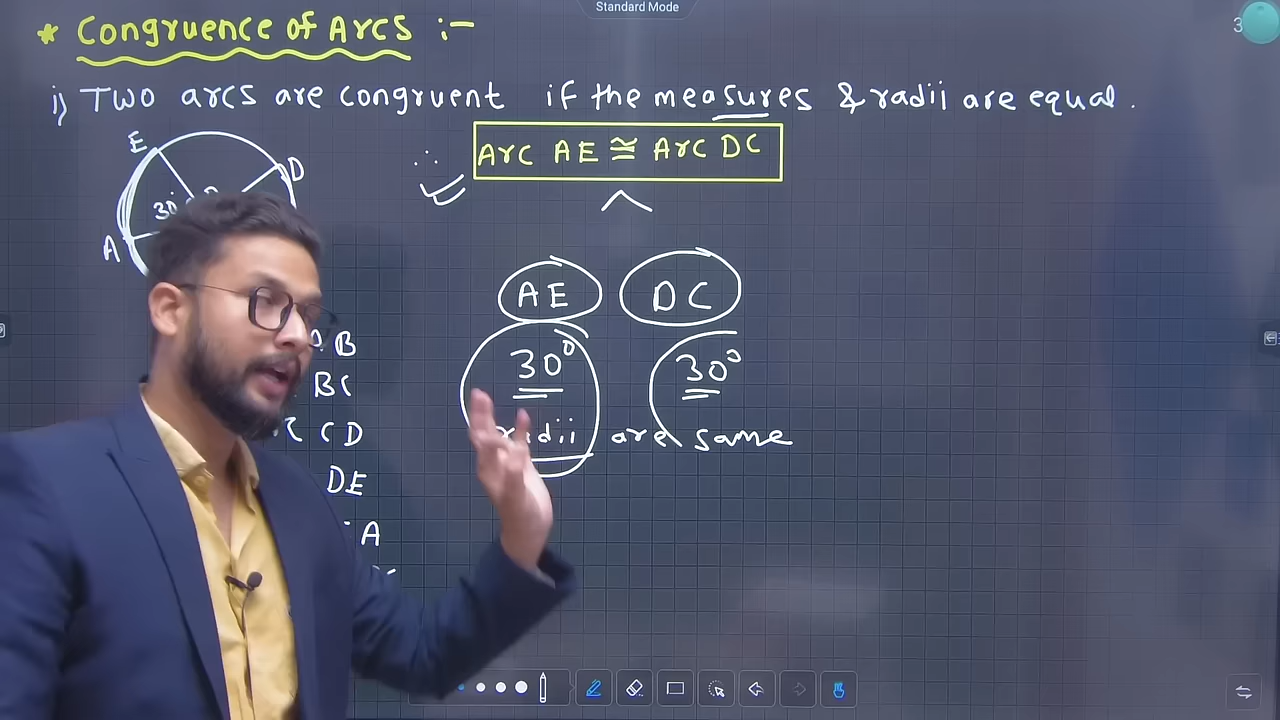 Standard Mode
* Congruence of Arcs :-
i) Two arcs are congruent if the measures & radii are equal.
∴ Arc AE ≅ Arc DC
E
D
30°
A
AE DC
B
30° 30°
BC
radii are same
CD
DE
A